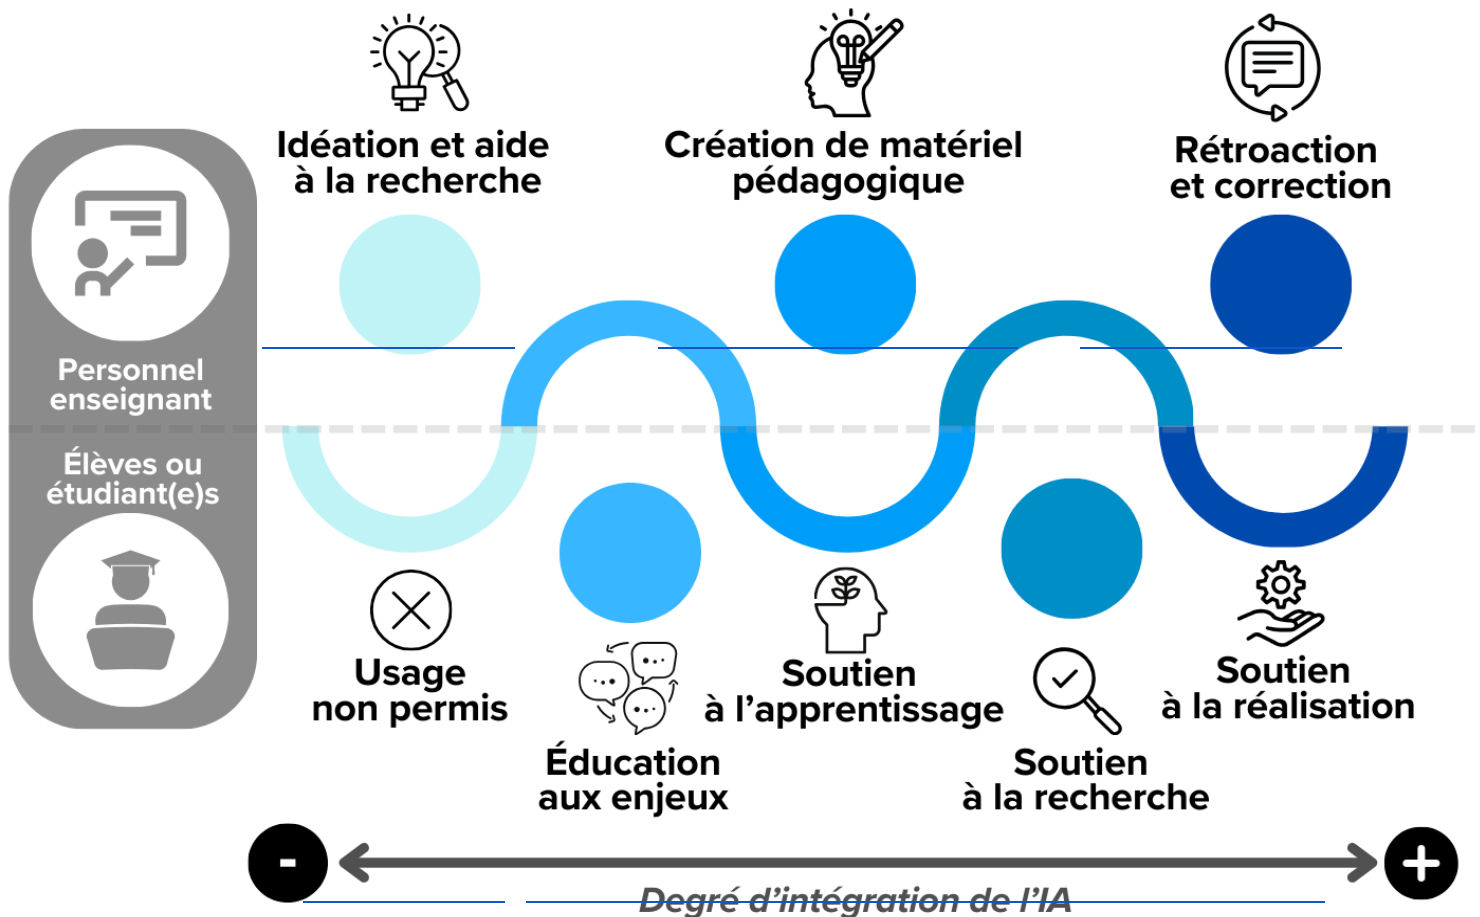 Idéation et aide
à la recherche
Création de matériel
pédagogique
Rétroaction
et correction
Personnel
enseignant
Élèves ou
étudiant(e)s
Usage
non permis
Éducation
aux enjeux
Soutien
à l'apprentissage
Soutien
à la recherche
Soutien
à la réalisation
-
+
Degré d'intégration de l'IA